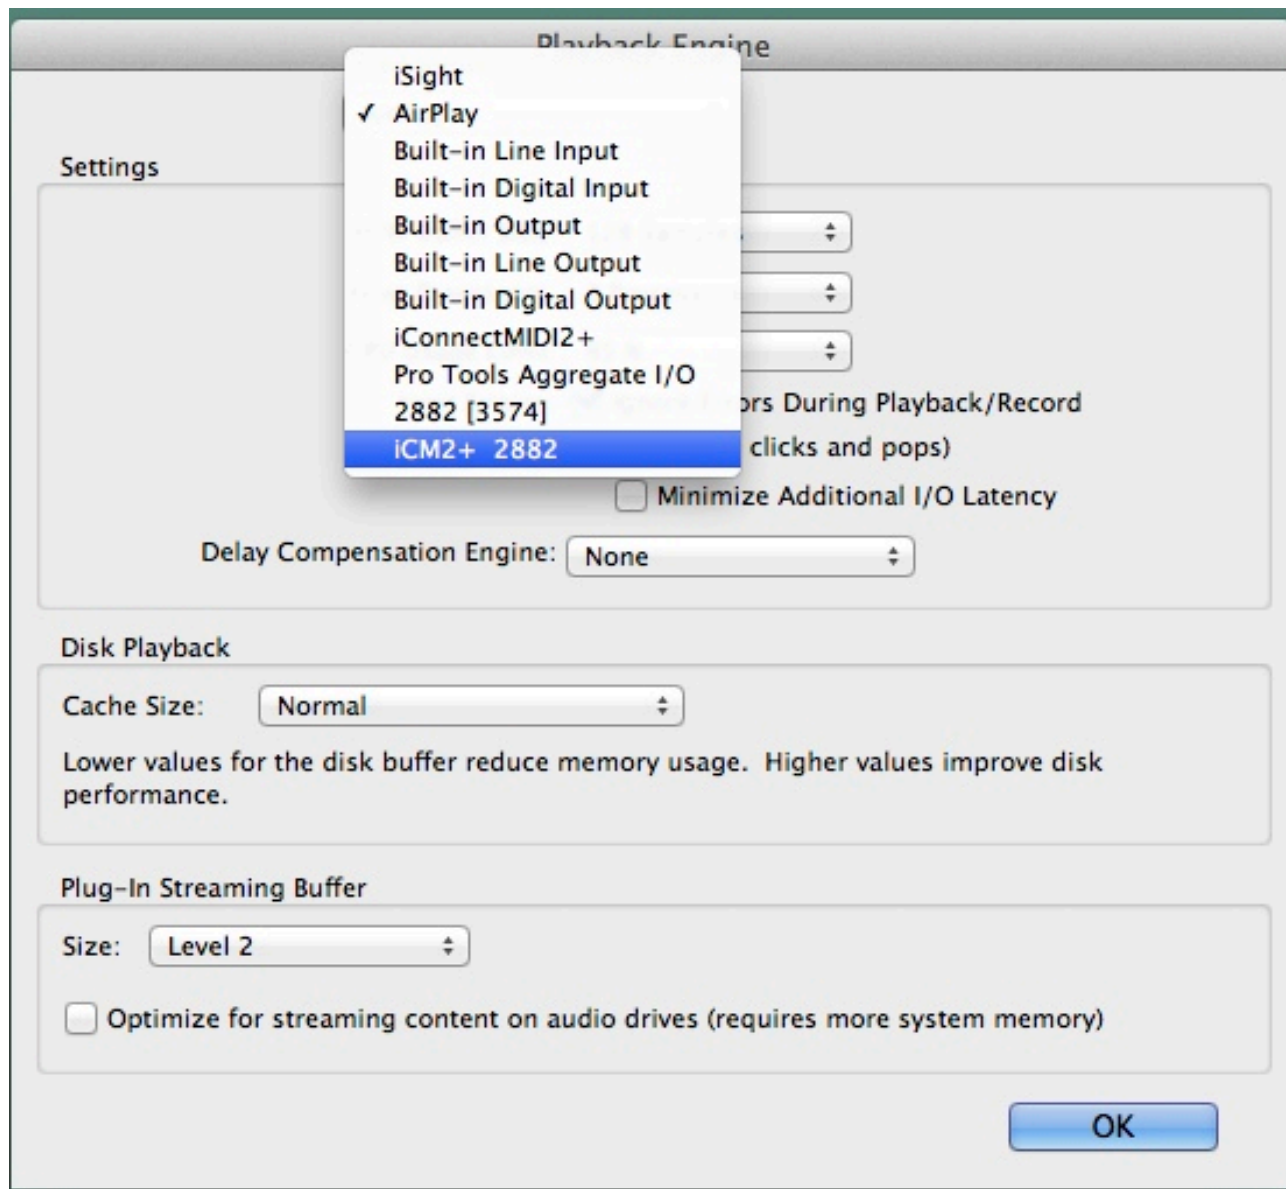 Playback Engine
iSight
✓ AirPlay
Built-in Line Input
Settings
Built-in Digital Input
Built-in Output
Built-in Line Output
Built-in Digital Output
iConnectMIDI2+
Pro Tools Aggregate I/O
2882 [3574]
During Playback/Record
iCM2+  2882
clicks and pops)
Minimize Additional I/O Latency
Delay Compensation Engine: None
Disk Playback
Cache Size: Normal
Lower values for the disk buffer reduce memory usage.  Higher values improve disk
performance.
Plug-In Streaming Buffer
Size: Level 2
Optimize for streaming content on audio drives (requires more system memory)
OK